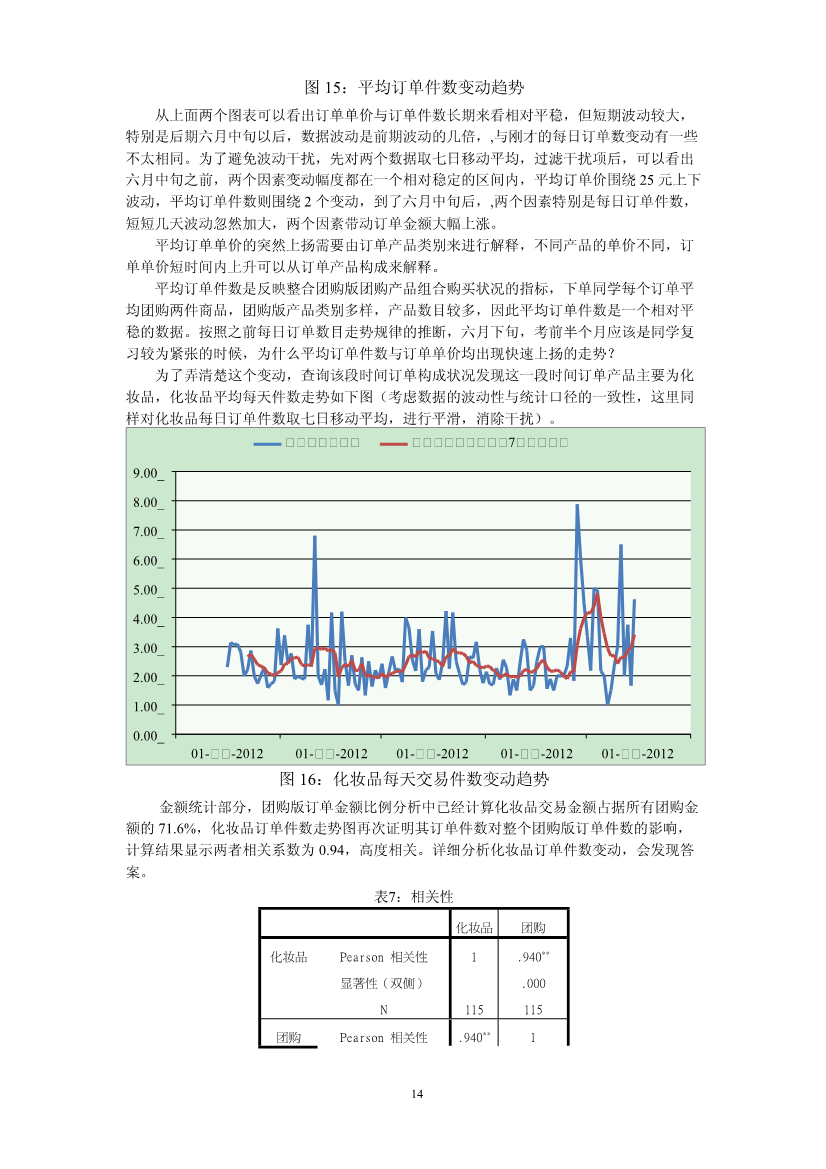 图 15：平均订单件数变动趋势
从上面两个图表可以看出订单单价与订单件数长期来看相对平稳，但短期波动较大，
特别是后期六月中旬以后，数据波动是前期波动的几倍，,与刚才的每日订单数变动有一些
不太相同。为了避免波动干扰，先对两个数据取七日移动平均，过滤干扰项后，可以看出
六月中旬之前，两个因素变动幅度都在一个相对稳定的区间内，平均订单价围绕 25 元上下
波动，平均订单件数则围绕 2 个变动，到了六月中旬后，,两个因素特别是每日订单件数，
短短几天波动忽然加大，两个因素带动订单金额大幅上涨。
平均订单单价的突然上扬需要由订单产品类别来进行解释，不同产品的单价不同，订
单单价短时间内上升可以从订单产品构成来解释。
平均订单件数是反映整合团购版团购产品组合购买状况的指标，下单同学每个订单平
均团购两件商品，团购版产品类别多样，产品数目较多，因此平均订单件数是一个相对平
稳的数据。按照之前每日订单数目走势规律的推断，六月下旬，考前半个月应该是同学复
习较为紧张的时候，为什么平均订单件数与订单单价均出现快速上扬的走势？
为了弄清楚这个变动，查询该段时间订单构成状况发现这一段时间订单产品主要为化
妆品，化妆品平均每天件数走势如下图（考虑数据的波动性与统计口径的一致性，这里同
样对化妆品每日订单件数取七日移动平均，进行平滑，消除干扰）。
□□□□□□□ □□□□□□□□□7□□□□□
9.00_
8.00_
7.00_
6.00_
5.00_
4.00_
3.00_
2.00_
1.00_
0.00_
01-□□-2012 01-□□-2012 01-□□-2012 01-□□-2012 01-□□-2012
图 16：化妆品每天交易件数变动趋势
金额统计部分，团购版订单金额比例分析中已经计算化妆品交易金额占据所有团购金
额的 71.6%，化妆品订单件数走势图再次证明其订单件数对整个团购版订单件数的影响，
计算结果显示两者相关系数为 0.94，高度相关。详细分析化妆品订单件数变动，会发现答
案。
表7：相关性
化妆品 团购
化妆品 Pearson 相关性 1 .940**
显著性（双侧） .000
N 115 115
团购 Pearson 相关性 .940** 1
14